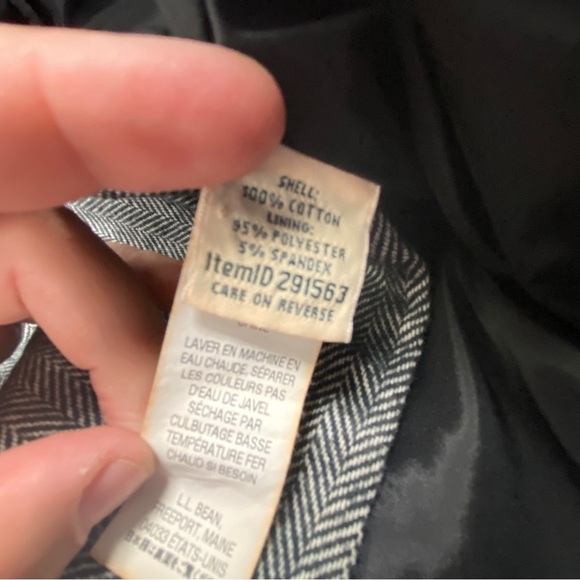 SHELL:
100% COTTON
LINING:
95% POLYESTER
5% SPANDEX
ItemID 291563
CARE ON REVERSE
LAVER EN MACHINE EN
EAU CHAUDE. SÉPARER
LES COULEURS PAS
D'EAU DE JAVEL
SÉCHAGE PAR
CULBUTAGE BASSE
TEMPÉRATURE FER
CHAUD SI BESOIN
L.L. BEAN,
FREEPORT, MAINE
04033 ÉTATS-UNIS